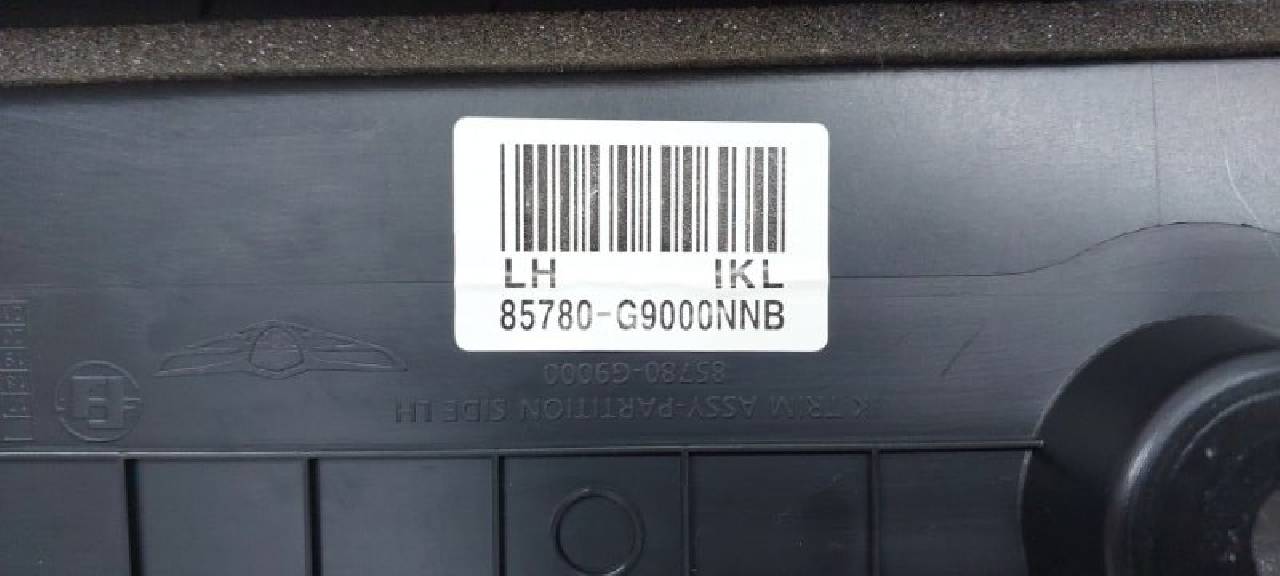 LH IKL
85780-G9000NNB
85780-G9000
K TRIM ASSY-PARTITION SIDE LH